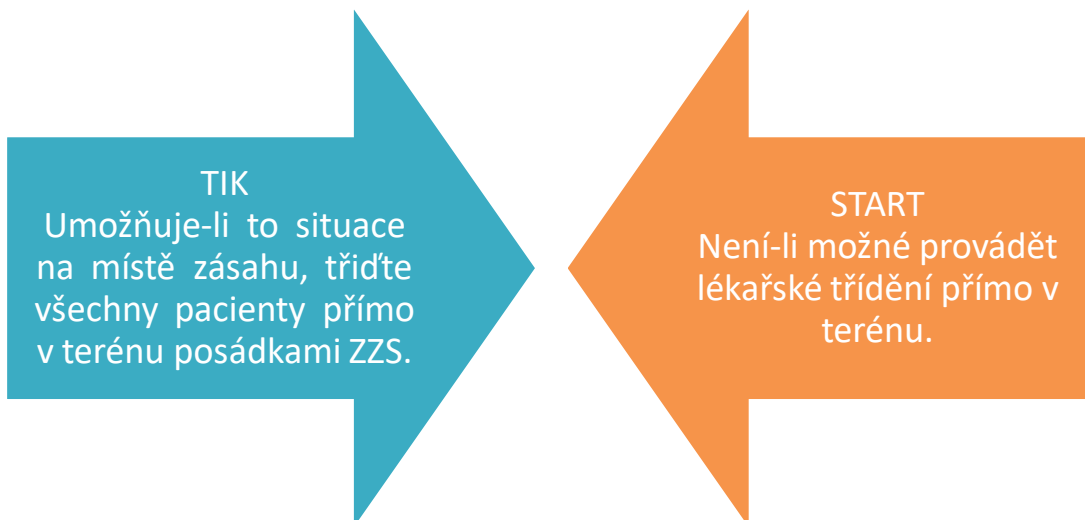 TIK
Umožňuje-li to situace
na místě zásahu, třiďte
všechny pacienty přímo
v terénu posádkami ZZS.
START
Není-li možné provádět
lékařské třídění přímo v
terénu.